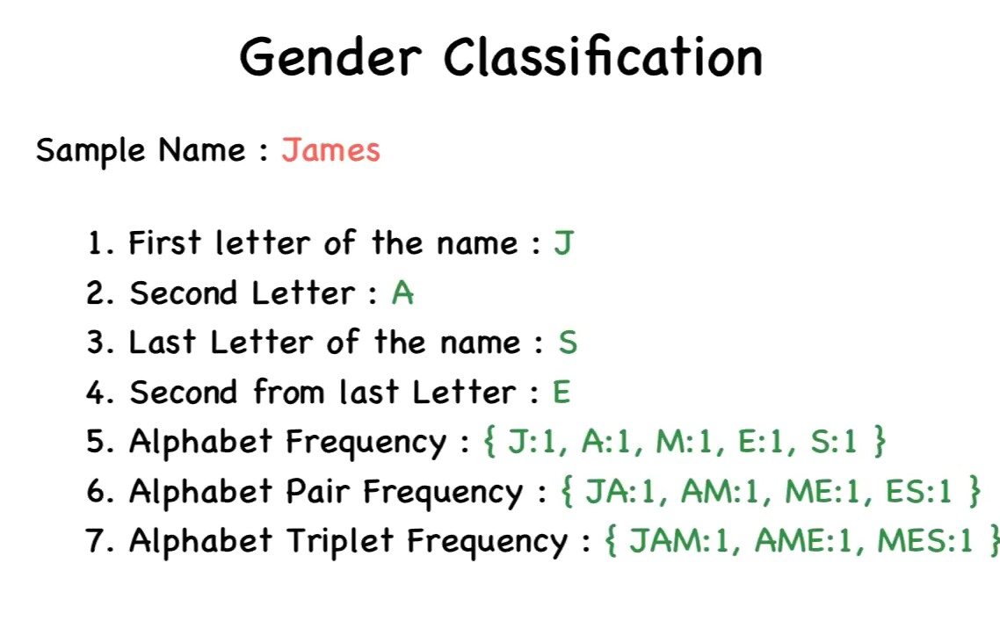 Gender Classification
Sample Name : James
1. First letter of the name : J
2. Second Letter : A
3. Last Letter of the name : S
4. Second from last Letter : E
5. Alphabet Frequency : { J:1, A:1, M:1, E:1, S:1 }
6. Alphabet Pair Frequency : { JA:1, AM:1, ME:1, ES:1 }
7. Alphabet Triplet Frequency : { JAM:1, AME:1, MES:1 }